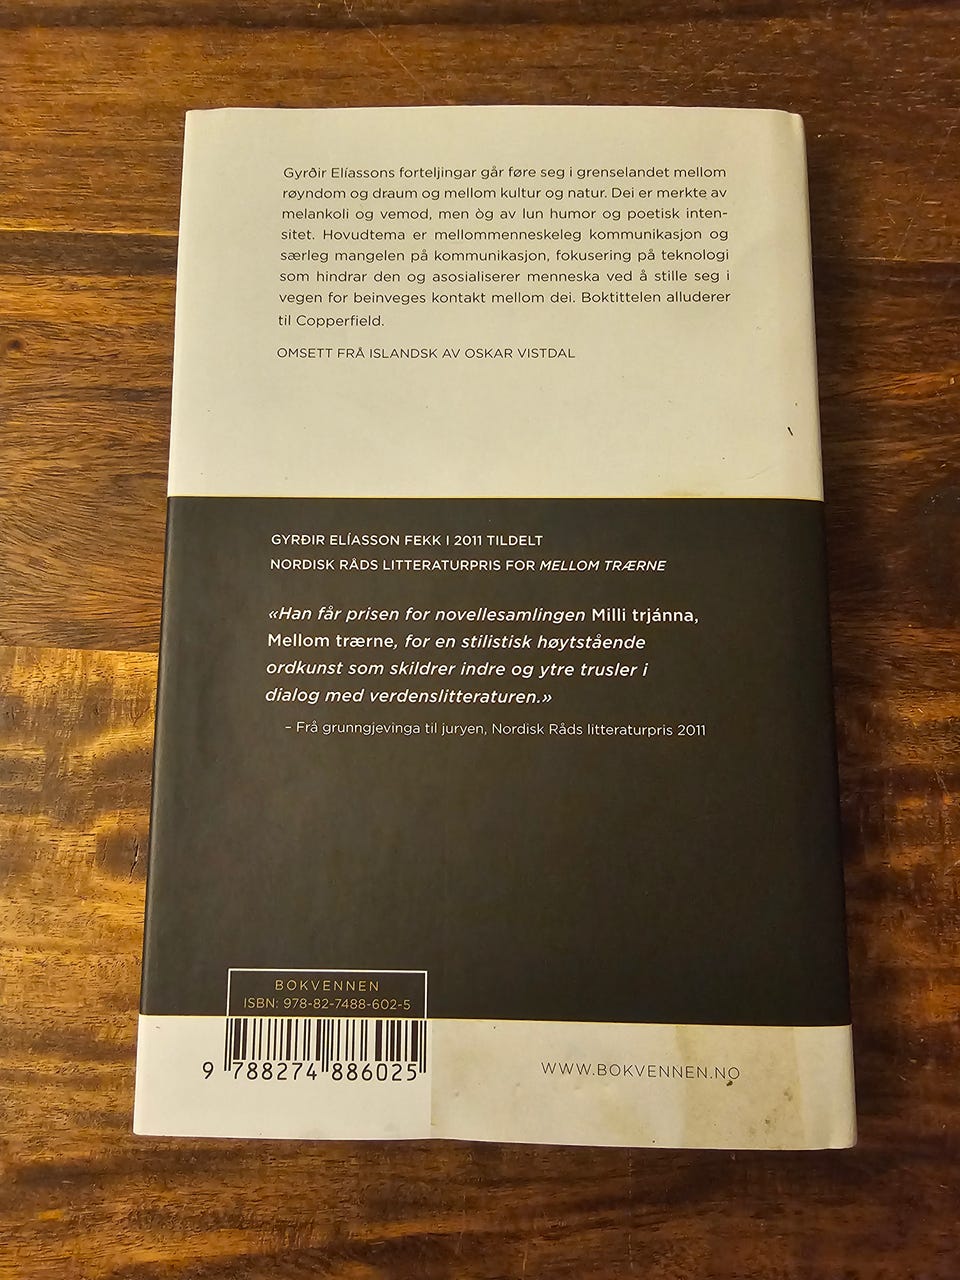 Gyrðir Elíassons forteljingar går føre seg i grenselandet mellom
røyndom og draum og mellom kultur og natur. Dei er merkte av
melankoli og vemod, men òg av lun humor og poetisk inten-
sitet. Hovudtema er mellommenneskeleg kommunikasjon og
særleg mangelen på kommunikasjon, fokusering på teknologi
som hindrar den og asosialiserer menneska ved å stille seg i
vegen for beinveges kontakt mellom dei. Boktittelen alluderer
til Copperfield.
OMSETT FRÅ ISLANDSK AV OSKAR VISTDAL
GYRÐIR ELÍASSON FEKK I 2011 TILDELT
NORDISK RÅDS LITTERATURPRIS FOR MELLOM TRÆRNE
«Han får prisen for novellesamlingen Milli trjánna,
Mellom trærne, for en stilistisk høytstående
ordkunst som skildrer indre og ytre trusler i
dialog med verdenslitteraturen.»
– Frå grunngjevinga til juryen, Nordisk Råds litteraturpris 2011
BOKVENNEN
ISBN: 978-82-7488-602-5
9 788274 886025
WWW.BOKVENNEN.NO